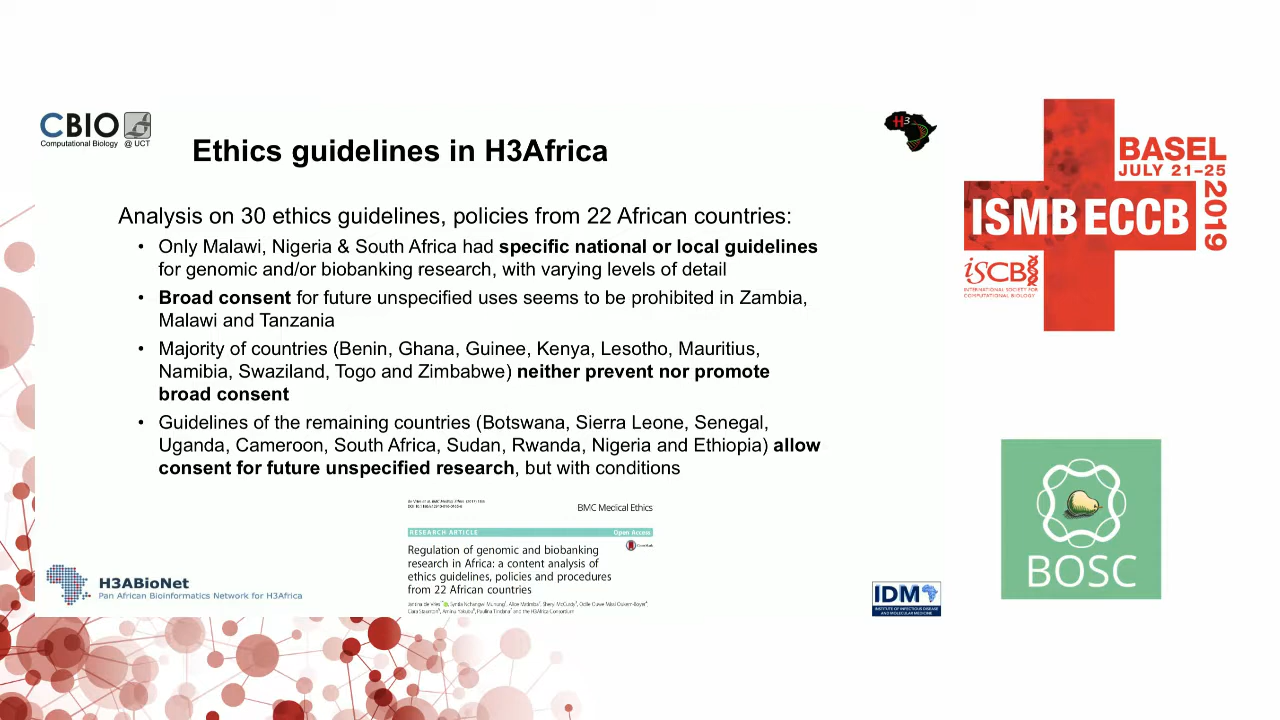 CBIO
Computational Biology @ UCT
H3
Ethics guidelines in H3Africa
Analysis on 30 ethics guidelines, policies from 22 African countries:
• Only Malawi, Nigeria & South Africa had specific national or local guidelines
for genomic and/or biobanking research, with varying levels of detail
• Broad consent for future unspecified uses seems to be prohibited in Zambia,
Malawi and Tanzania
• Majority of countries (Benin, Ghana, Guinee, Kenya, Lesotho, Mauritius,
Namibia, Swaziland, Togo and Zimbabwe) neither prevent nor promote
broad consent
• Guidelines of the remaining countries (Botswana, Sierra Leone, Senegal,
Uganda, Cameroon, South Africa, Sudan, Rwanda, Nigeria and Ethiopia) allow
consent for future unspecified research, but with conditions
BMC Medical Ethics
RESEARCH ARTICLE Open Access
Regulation of genomic and biobanking
research in Africa: a content analysis of
ethics guidelines, policies and procedures
from 22 African countries
H3ABioNet
Pan African Bioinformatics Network for H3Africa
IDM
INSTITUTE OF INFECTIOUS DISEASE
AND MOLECULAR MEDICINE
BASEL
JULY 21–25
2019
ISMB ECCB
iSCB
INTERNATIONAL SOCIETY FOR
COMPUTATIONAL BIOLOGY
BOSC